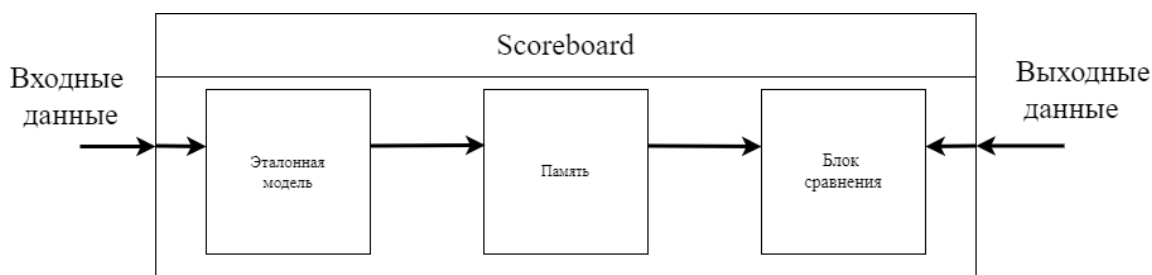 Scoreboard
Входные
данные
Эталонная
модель
Память
Блок
сравнения
Выходные
данные